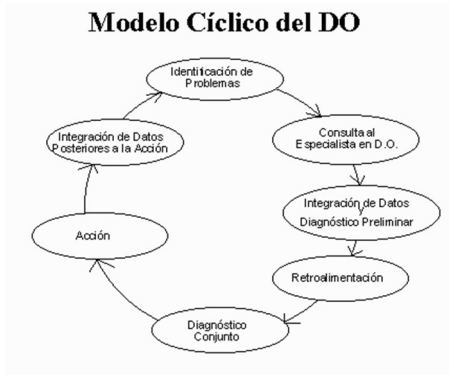 Modelo Cíclico del DO
Identificación de
Problemas
Consulta al
Especialista en D.O.
Integración de Datos
y
Diagnóstico Preliminar
Retroalimentación
Diagnóstico
Conjunto
Acción
Integración de Datos
Posteriores a la Acción